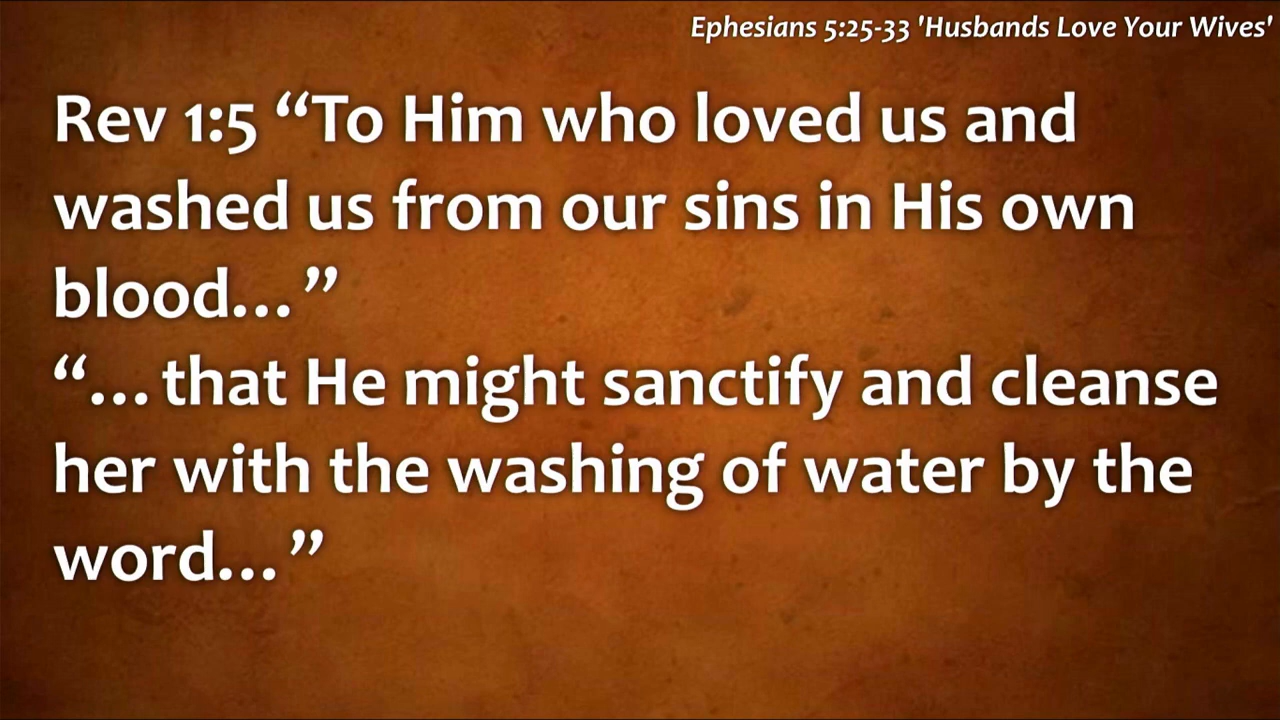 Ephesians 5:25-33 'Husbands Love Your Wives'
Rev 1:5 “To Him who loved us and
washed us from our sins in His own
blood…”
“…that He might sanctify and cleanse
her with the washing of water by the
word…”